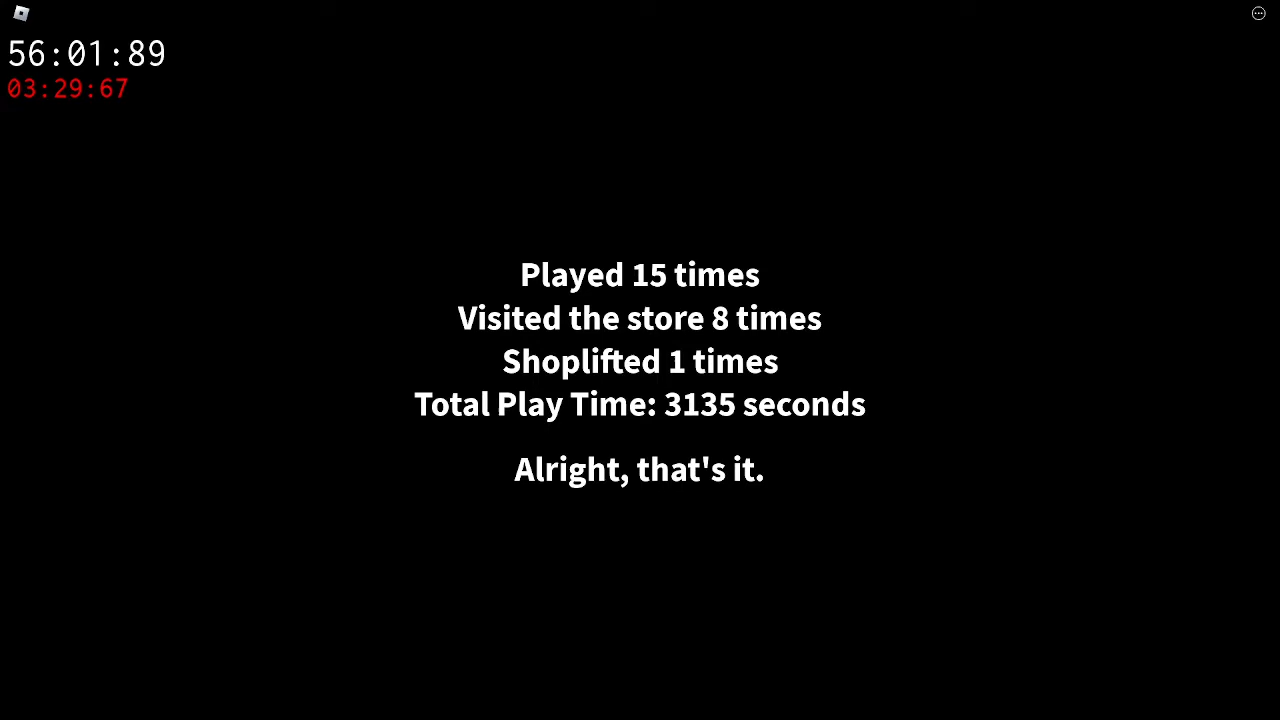 56:01:89
03:29:67
Played 15 times
Visited the store 8 times
Shoplifted 1 times
Total Play Time: 3135 seconds
Alright, that's it.